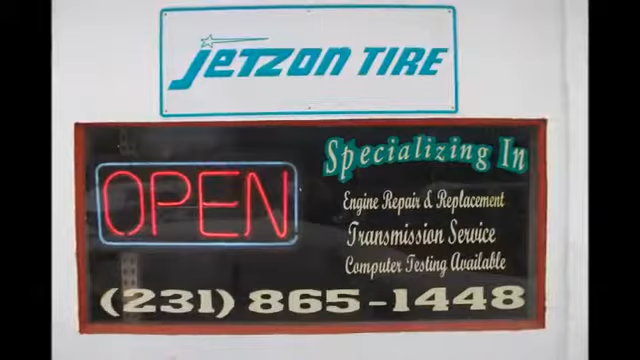 JETZON TIRE
Specializing In
OPEN
Engine Repair & Replacement
Transmission Service
Computer Testing Available
(231) 865-1448